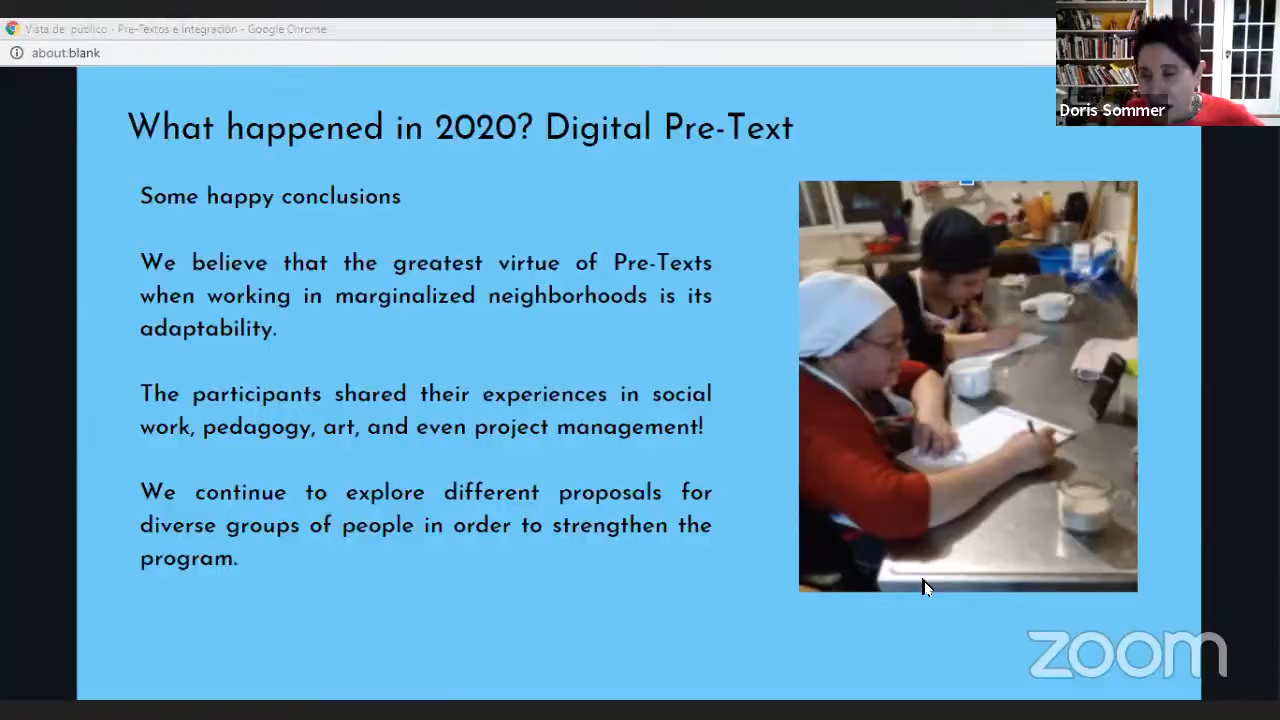 Vista de público - Pre-Textos e Integración - Google Chrome
about:blank
Doris Sommer
What happened in 2020? Digital Pre-Text
Some happy conclusions
We believe that the greatest virtue of Pre-Texts
when working in marginalized neighborhoods is its
adaptability.
The participants shared their experiences in social
work, pedagogy, art, and even project management!
We continue to explore different proposals for
diverse groups of people in order to strengthen the
program.
zoom